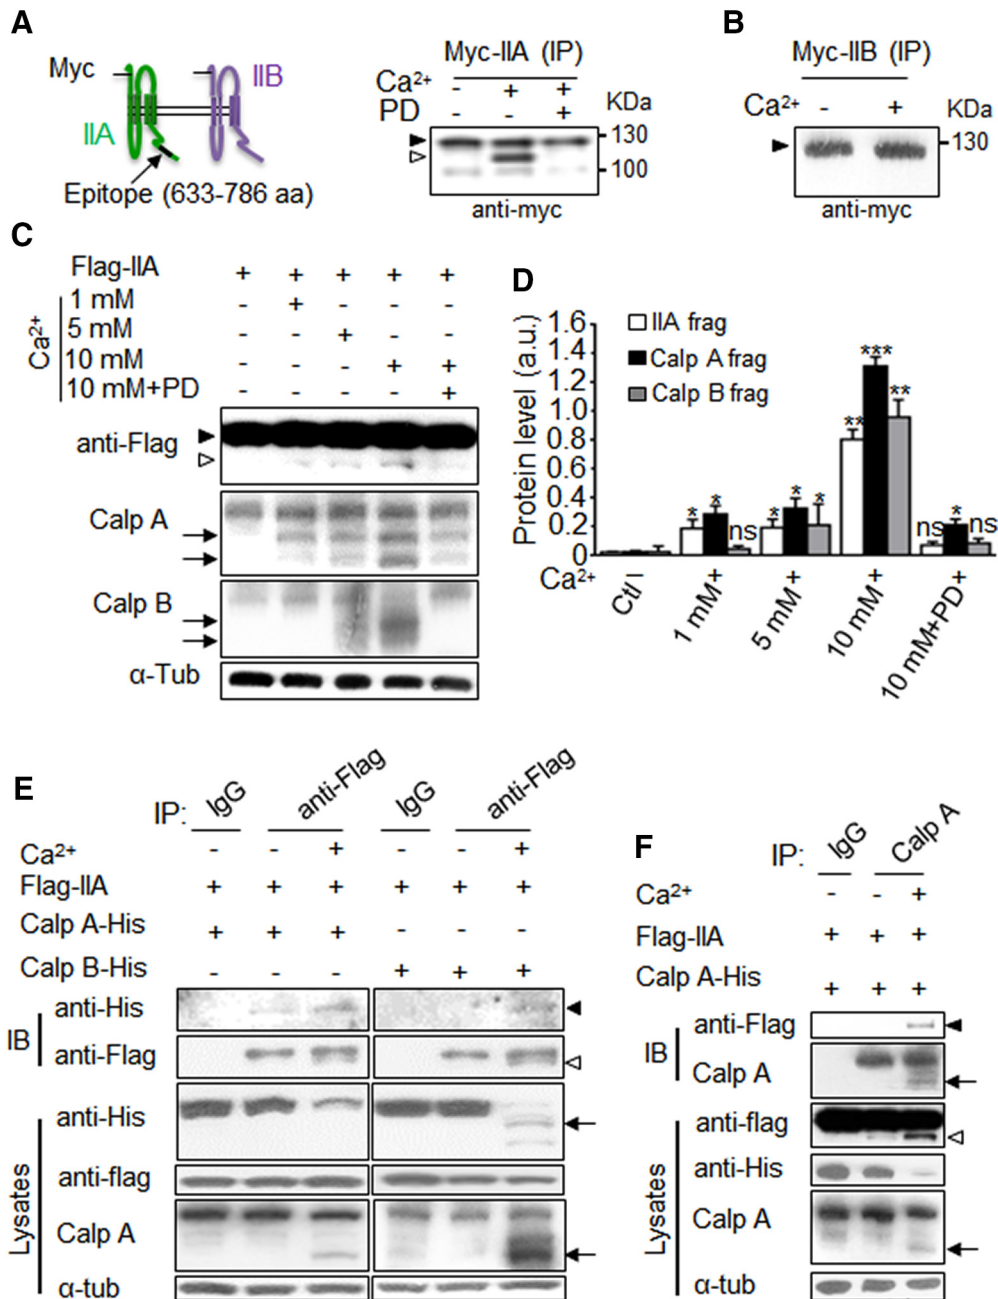 A
Myc
IIB
IIA
Epitope (633-786 aa)
Myc-IIA (IP)
Ca2+ - + +
PD - - +
KDa
130
100
anti-myc
B
Myc-IIB (IP)
Ca2+ - +
KDa
130
anti-myc
C
Flag-IIA + + + + +
Ca2+
1 mM - + - - -
5 mM - - + - -
10 mM - - - + +
10 mM+PD - - - - +
anti-Flag
Calp A
Calp B
α-Tub
D
Protein level (a.u.)
1.6
1.4
1.2
1.0
0.8
0.6
0.4
0.2
0
IIA frag
Calp A frag
Calp B frag
* * ns
* * *
** *** **
ns * ns
Ca2+
Ctl -
1 mM +
5 mM +
10 mM +
10 mM+PD +
E
IP: IgG anti-Flag IgG anti-Flag
Ca2+ - - + - - +
Flag-IIA + + + + + +
Calp A-His + + + - - -
Calp B-His - - - + + +
IB
anti-His
anti-Flag
Lysates
anti-His
anti-flag
Calp A
α-tub
F
IP: IgG Calp A
Ca2+ - - +
Flag-IIA + + +
Calp A-His + + +
IB
anti-Flag
Calp A
Lysates
anti-flag
anti-His
Calp A
α-tub